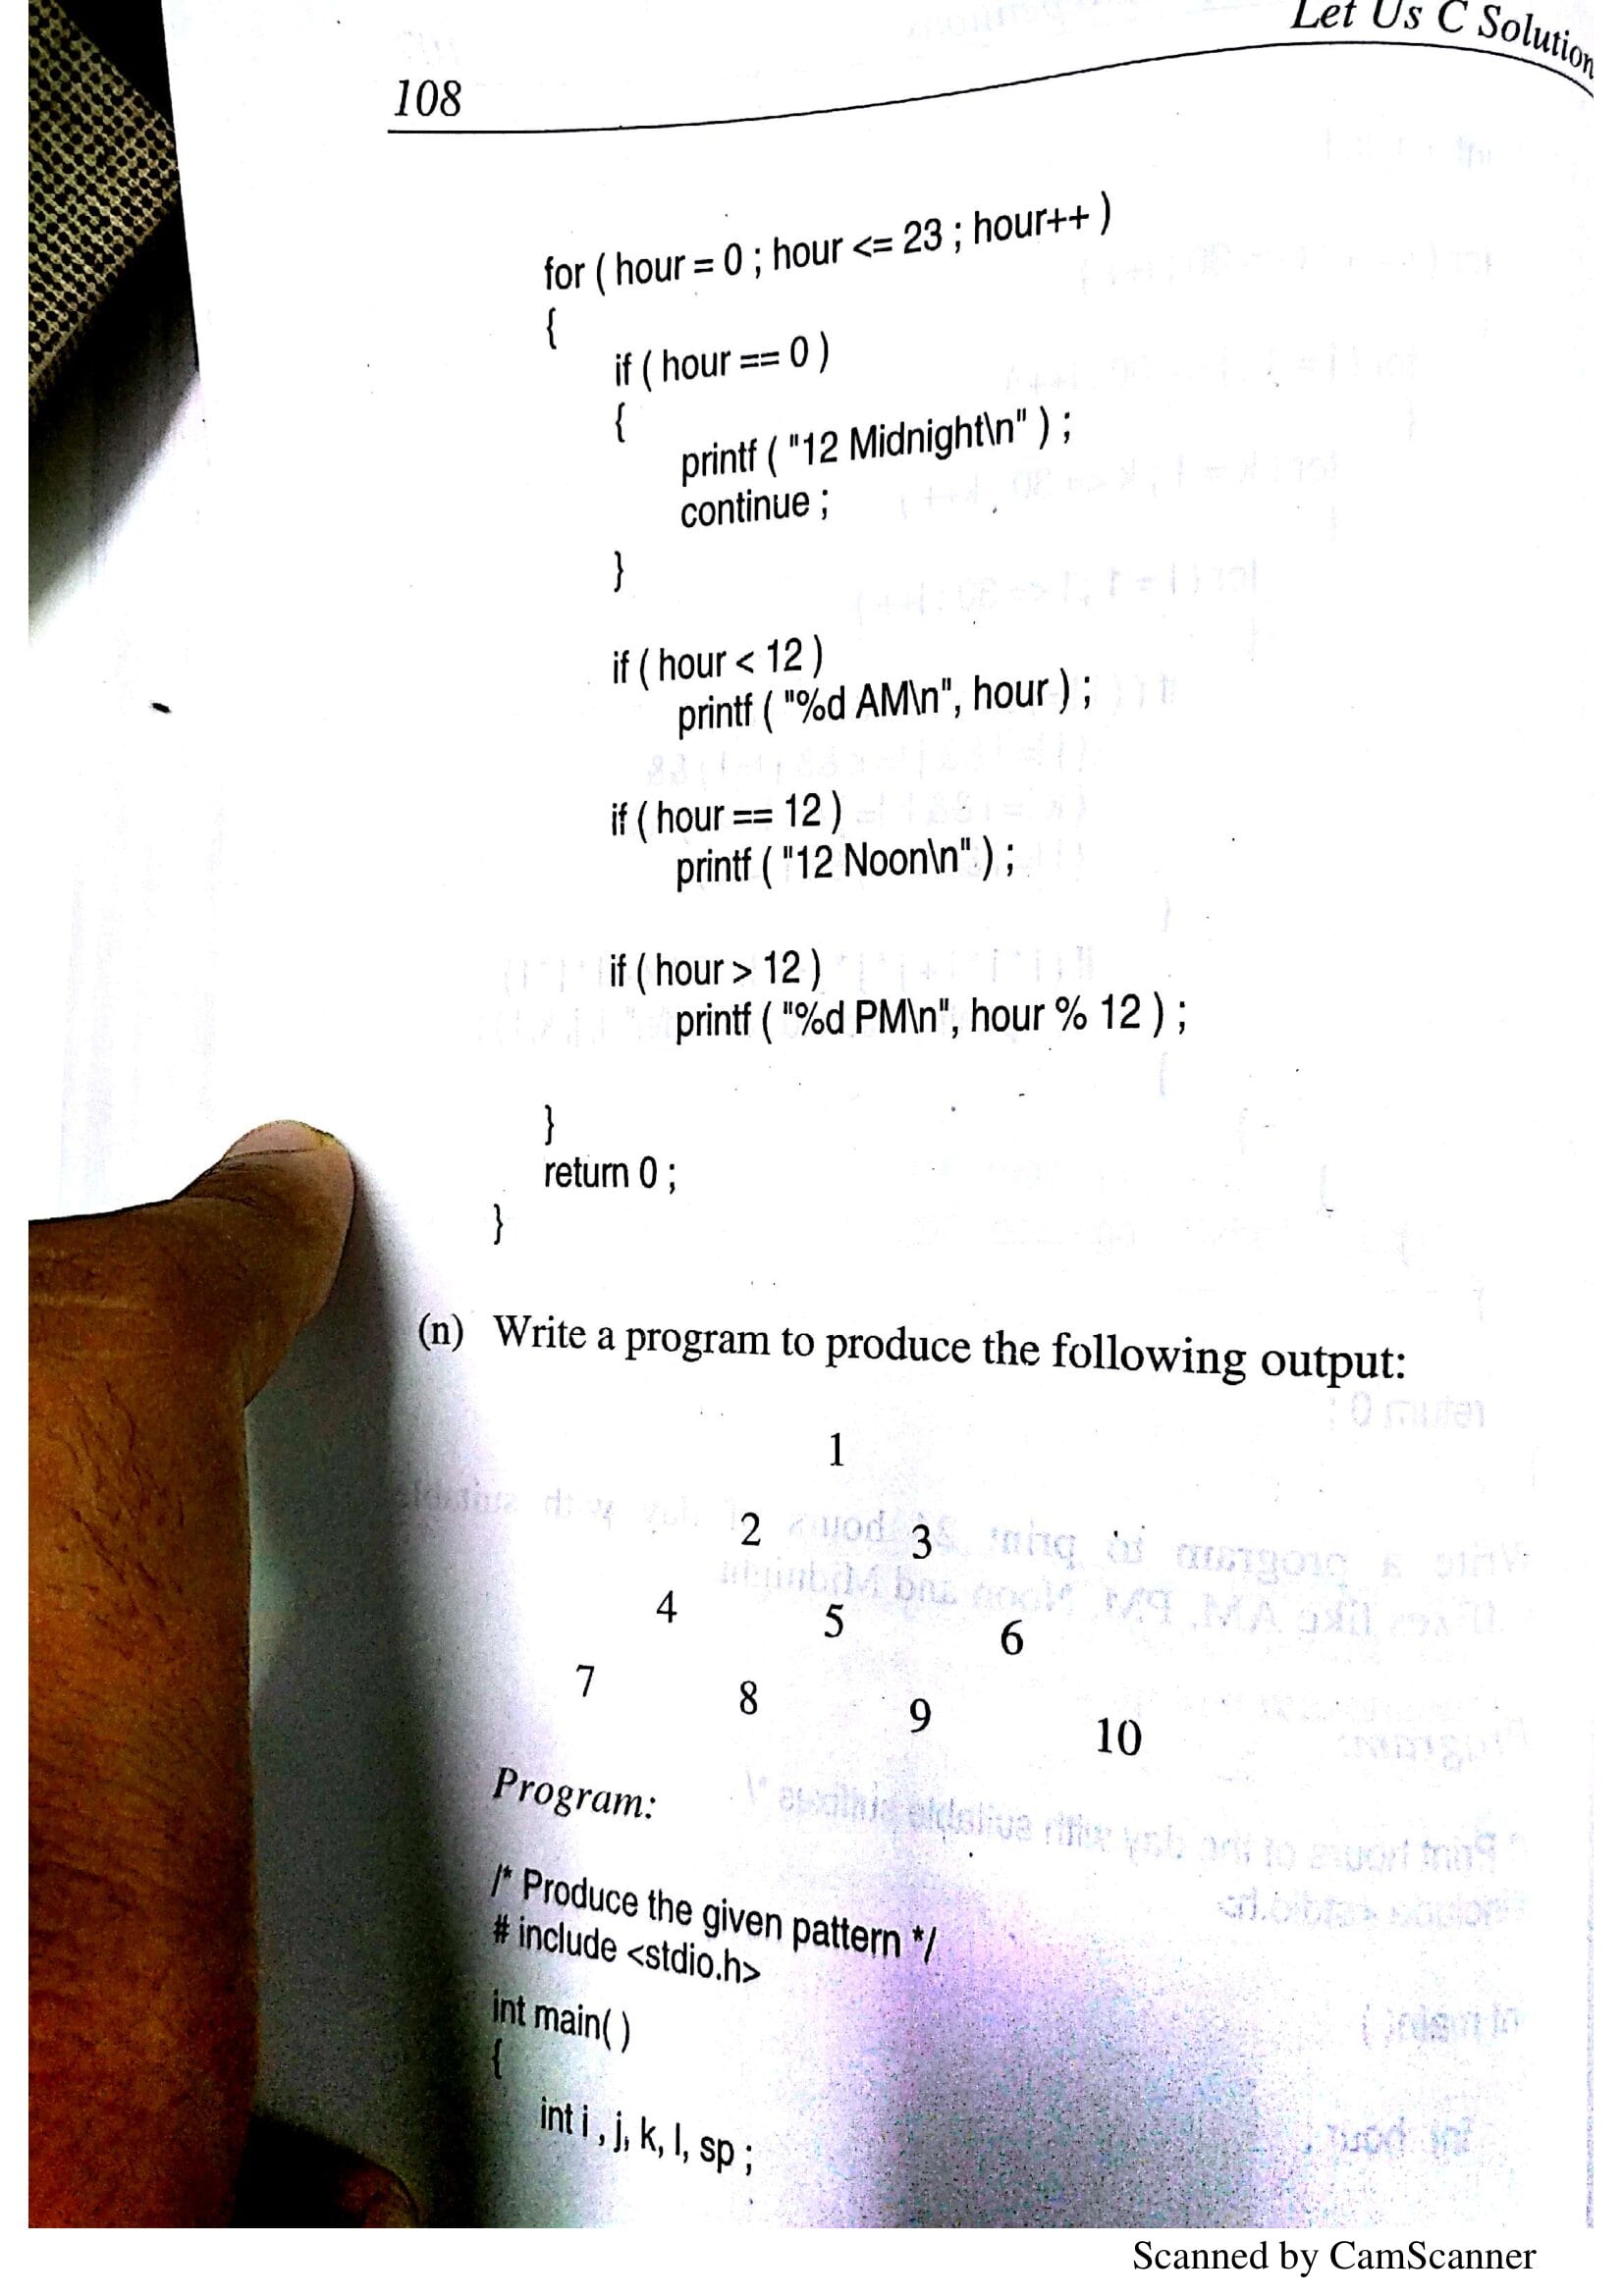 Let Us C Solution
108
for ( hour = 0 ; hour <= 23 ; hour++ )
{
if ( hour == 0 )
{
printf ( "12 Midnight\n" ) ;
continue ;
}
if ( hour < 12 )
printf ( "%d AM\n", hour ) ;
if ( hour == 12 )
printf ( "12 Noon\n" ) ;
if ( hour > 12 )
printf ( "%d PM\n", hour % 12 ) ;
}
return 0 ;
}
(n) Write a program to produce the following output:
1
2 3
4 5 6
7 8 9 10
Program:
/* Produce the given pattern */
# include <stdio.h>
int main( )
{
int i , j, k, l, sp ;
Scanned by CamScanner